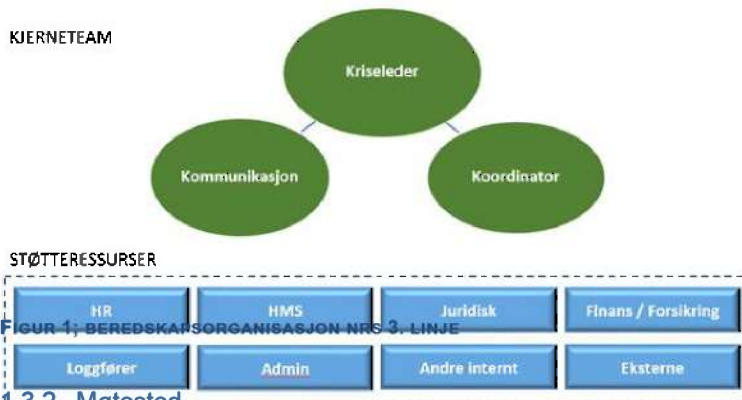 KJERNETEAM
Kriseleder
Kommunikasjon Koordinator
STØTTERESSURSER
HR HMS Juridisk Finans / Forsikring
FIGUR 1; BEREDSKAPSORGANISASJON NRS 3. LINJE
Loggfører Admin Andre internt Eksterne
1.3.2 Møtested